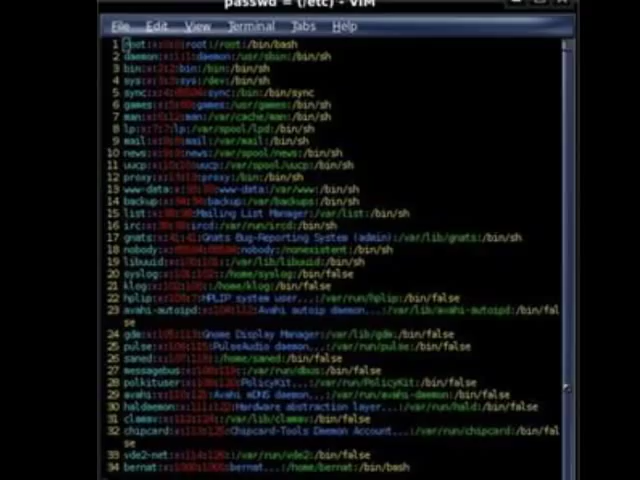 passwd = (/etc) - VIM
File Edit View Terminal Tabs Help
1 root:x:0:0:root:/root:/bin/bash
2 daemon:x:1:1:daemon:/usr/sbin:/bin/sh
3 bin:x:2:2:bin:/bin:/bin/sh
4 sys:x:3:3:sys:/dev:/bin/sh
5 sync:x:4:65534:sync:/bin:/bin/sync
6 games:x:5:60:games:/usr/games:/bin/sh
7 man:x:6:12:man:/var/cache/man:/bin/sh
8 lp:x:7:7:lp:/var/spool/lpd:/bin/sh
9 mail:x:8:8:mail:/var/mail:/bin/sh
10 news:x:9:9:news:/var/spool/news:/bin/sh
11 uucp:x:10:10:uucp:/var/spool/uucp:/bin/sh
12 proxy:x:13:13:proxy:/bin:/bin/sh
13 www-data:x:33:33:www-data:/var/www:/bin/sh
14 backup:x:34:34:backup:/var/backups:/bin/sh
15 list:x:38:38:Mailing List Manager:/var/list:/bin/sh
16 irc:x:39:39:ircd:/var/run/ircd:/bin/sh
17 gnats:x:41:41:Gnats Bug-Reporting System (admin):/var/lib/gnats:/bin/sh
18 nobody:x:65534:65534:nobody:/nonexistent:/bin/sh
19 libuuid:x:100:101::/var/lib/libuuid:/bin/sh
20 syslog:x:101:102::/home/syslog:/bin/false
21 klog:x:102:103::/home/klog:/bin/false
22 hplip:x:103:7:HPLIP system user,,,:/var/run/hplip:/bin/false
23 avahi-autoipd:x:104:112:Avahi autoip daemon,,,:/var/lib/avahi-autoipd:/bin/fal
se
24 gdm:x:105:113:Gnome Display Manager:/var/lib/gdm:/bin/false
25 pulse:x:106:115:PulseAudio daemon,,,:/var/run/pulse:/bin/false
26 saned:x:107:118::/home/saned:/bin/false
27 messagebus:x:108:119::/var/run/dbus:/bin/false
28 polkituser:x:109:120:PolicyKit,,,:/var/run/PolicyKit:/bin/false
29 avahi:x:110:121:Avahi mDNS daemon,,,:/var/run/avahi-daemon:/bin/false
30 haldaemon:x:111:122:Hardware abstraction layer,,,:/var/run/hald:/bin/false
31 clamav:x:112:124::/var/lib/clamav:/bin/false
32 chipcard:x:113:125:Chipcard-Tools Daemon Account,,,:/var/run/chipcard:/bin/fal
se
33 vde2-net:x:114:126::/var/run/vde2:/bin/false
34 bernat:x:1000:1000:bernat,,,:/home/bernat:/bin/bash